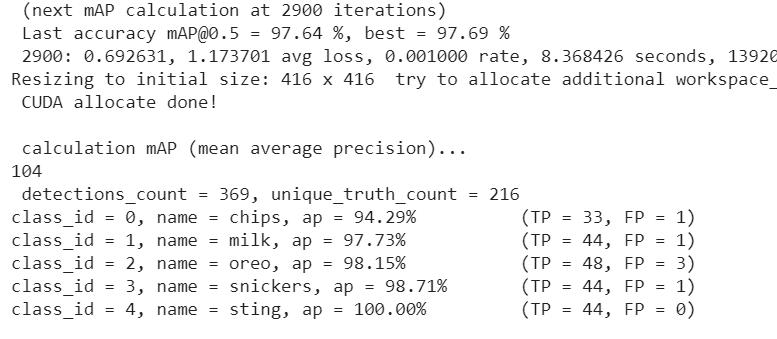 (next mAP calculation at 2900 iterations)
Last accuracy mAP@0.5 = 97.64 %, best = 97.69 %
2900: 0.692631, 1.173701 avg loss, 0.001000 rate, 8.368426 seconds, 13920
Resizing to initial size: 416 x 416  try to allocate additional workspace_
CUDA allocate done!
calculation mAP (mean average precision)...
104
detections_count = 369, unique_truth_count = 216
class_id = 0, name = chips, ap = 94.29%          (TP = 33, FP = 1)
class_id = 1, name = milk, ap = 97.73%           (TP = 44, FP = 1)
class_id = 2, name = oreo, ap = 98.15%           (TP = 48, FP = 3)
class_id = 3, name = snickers, ap = 98.71%       (TP = 44, FP = 1)
class_id = 4, name = sting, ap = 100.00%         (TP = 44, FP = 0)